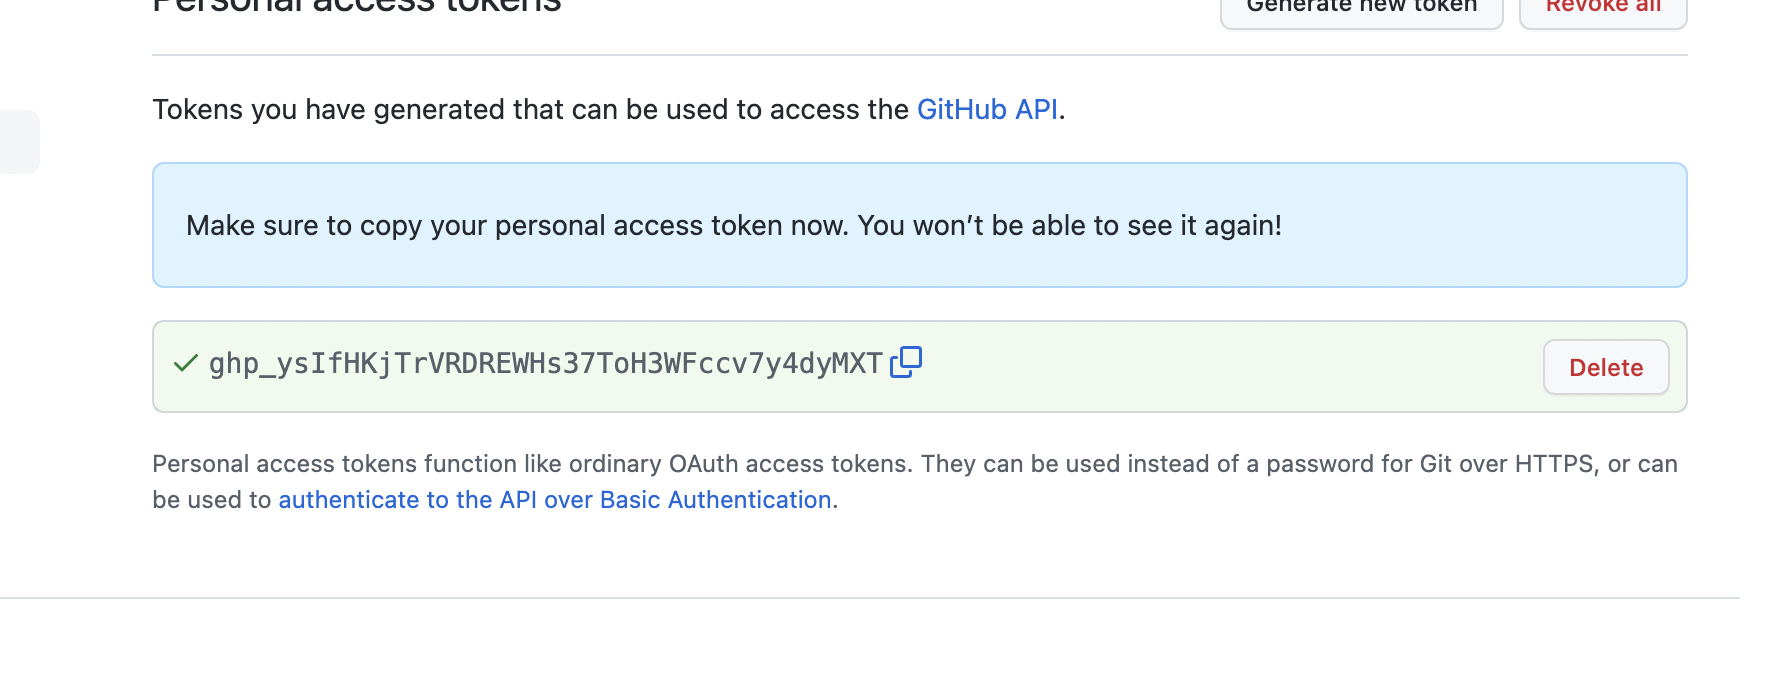 Personal access tokens
Generate new token
Revoke all
Tokens you have generated that can be used to access the GitHub API.
Make sure to copy your personal access token now. You won’t be able to see it again!
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
Delete
Personal access tokens function like ordinary OAuth access tokens. They can be used instead of a password for Git over HTTPS, or can
be used to authenticate to the API over Basic Authentication.